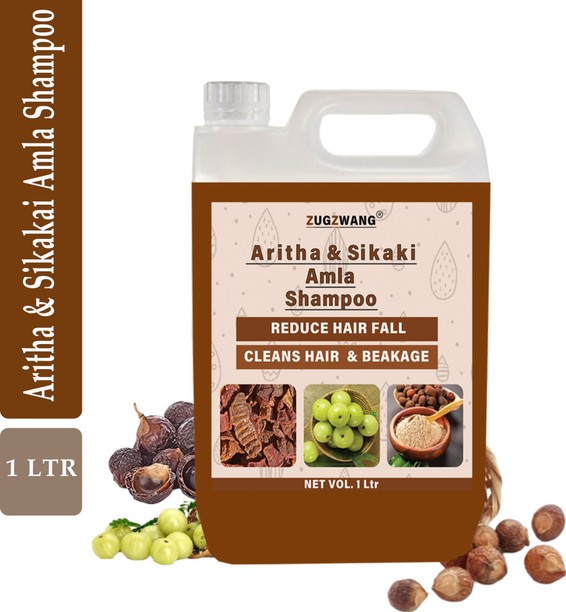 Aritha & Sikakai Amla Shampoo
1 LTR
ZUGZWANG®
Aritha & Sikaki
Amla
Shampoo
REDUCE HAIR FALL
CLEANS HAIR & BEAKAGE
NET VOL. 1 Ltr